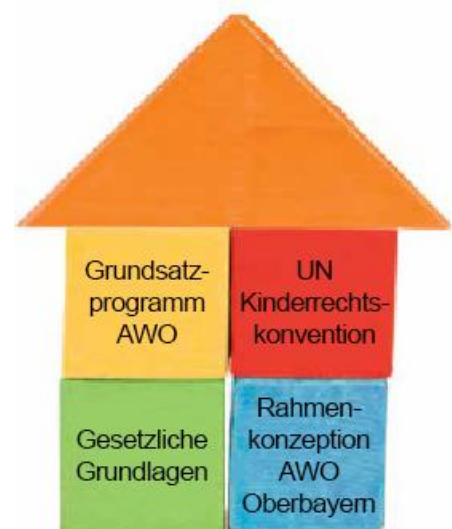 Grundsatz-
programm
AWO
UN
Kinderrechts-
konvention
Gesetzliche
Grundlagen
Rahmen-
konzeption
AWO
Oberbayern